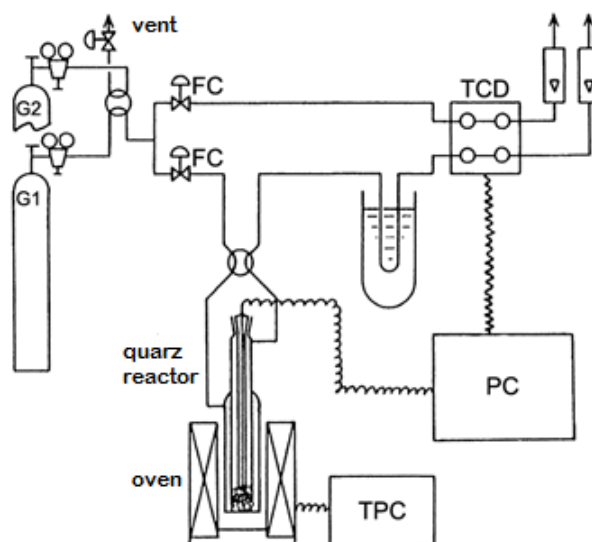 vent
FC
TCD
G2
FC
G1
quarz
reactor
PC
oven
TPC